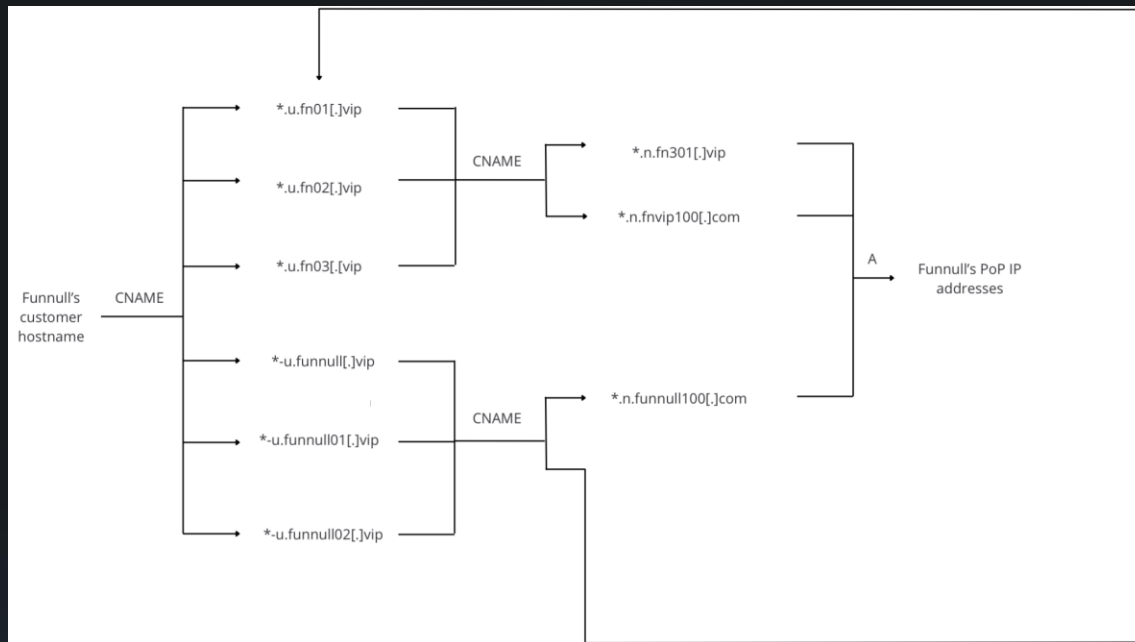 *.u.fn01[.]vip
CNAME
*.n.fn301[.]vip
*.u.fn02[.]vip
*.n.fnvip100[.]com
*.u.fn03[.[vip
A
Funnull's PoP IP
addresses
Funnull's
customer
hostname
CNAME
*-u.funnull[.]vip
*.n.funnull100[.]com
CNAME
*-u.funnull01[.]vip
*-u.funnull02[.]vip